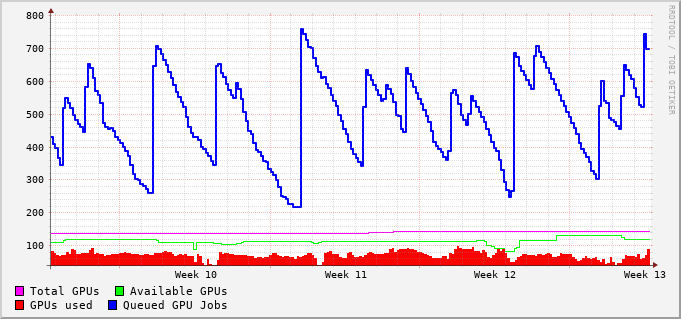 800
700
600
500
400
300
200
100
Week 10 Week 11 Week 12 Week 13
Total GPUs Available GPUs
GPUs used Queued GPU Jobs
RRDTOOL / TOBI OETIKER